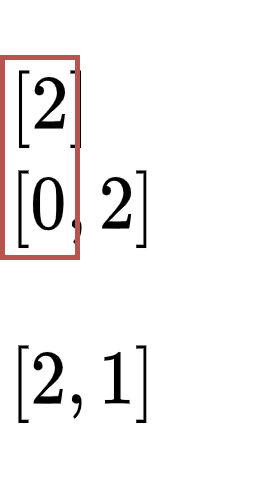 [2]
[0, 2]
[2, 1]